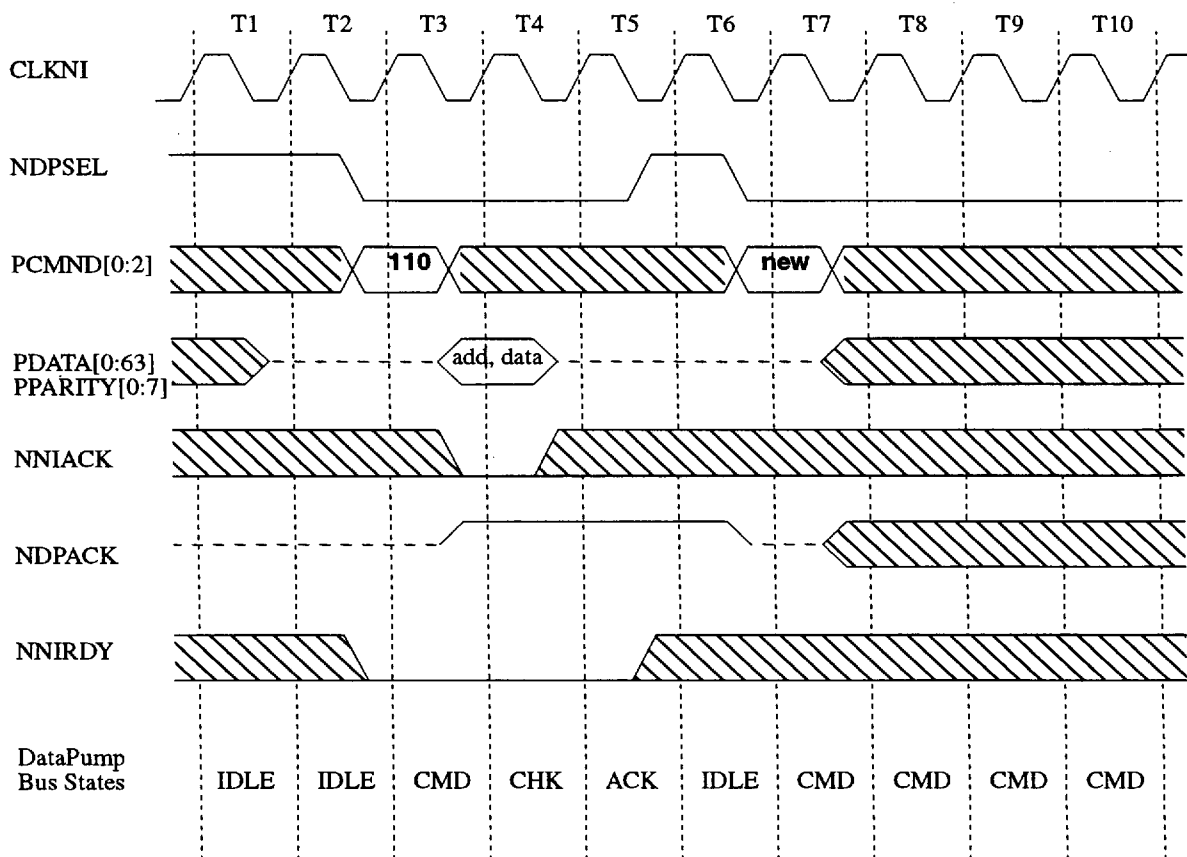 T1 T2 T3 T4 T5 T6 T7 T8 T9 T10
CLKNI
NDPSEL
PCMND[0:2] 110 new
PDATA[0:63] add, data
PPARITY[0:7]
NNIACK
NDPACK
NNIRDY
DataPump
Bus States
IDLE IDLE CMD CHK ACK IDLE CMD CMD CMD CMD